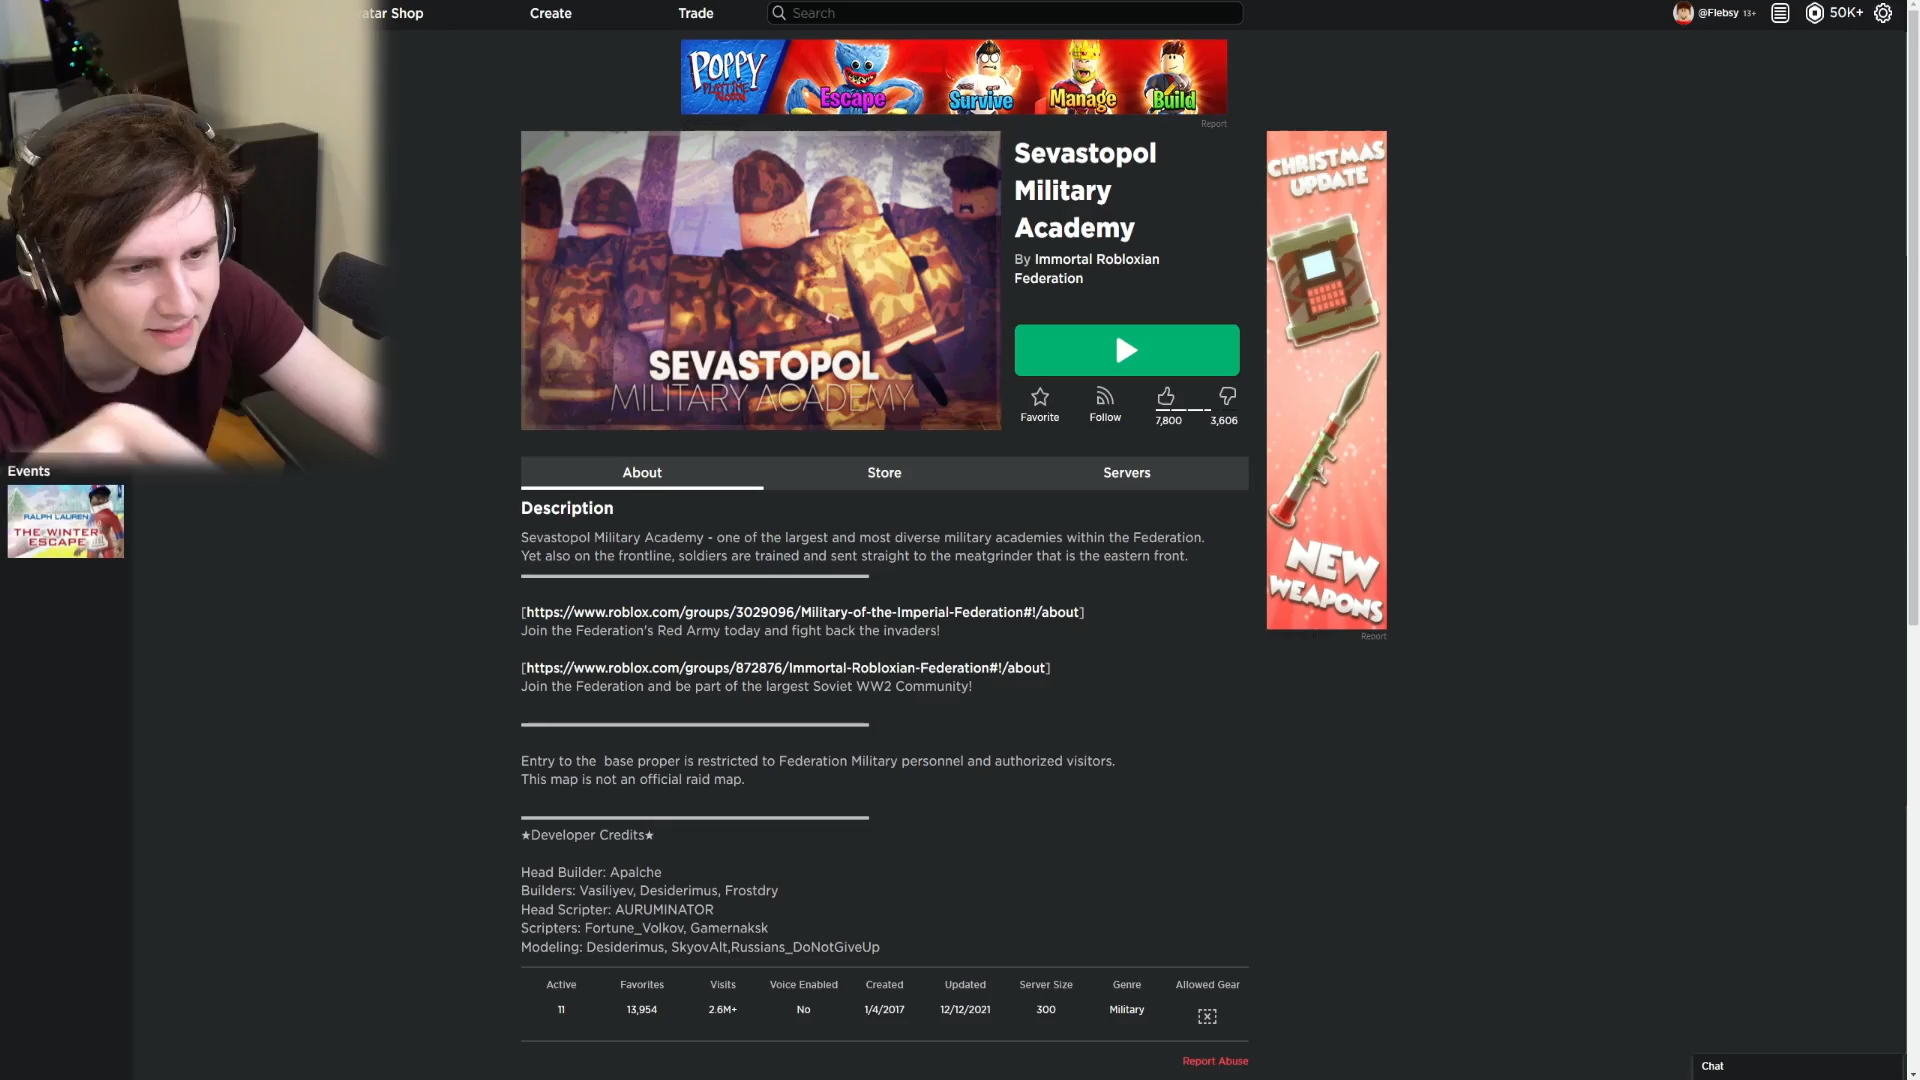 atar Shop
Create
Trade
Search
@Flebsy 13+
50K+
POPPY
PLAYTIME
Escape
Survive
Manage
Build
Report
SEVASTOPOL
MILITARY ACADEMY
Sevastopol
Military
Academy
By Immortal Robloxian
Federation
Favorite
Follow
7,800
3,606
CHRISTMAS
UPDATE
NEW
WEAPONS
Report
Events
RALPH LAUREN
THE WINTER
ESCAPE
About
Store
Servers
Description
Sevastopol Military Academy - one of the largest and most diverse military academies within the Federation.
Yet also on the frontline, soldiers are trained and sent straight to the meatgrinder that is the eastern front.
[https://www.roblox.com/groups/3029096/Military-of-the-Imperial-Federation#!/about]
Join the Federation's Red Army today and fight back the invaders!
[https://www.roblox.com/groups/872876/Immortal-Robloxian-Federation#!/about]
Join the Federation and be part of the largest Soviet WW2 Community!
Entry to the  base proper is restricted to Federation Military personnel and authorized visitors.
This map is not an official raid map.
★Developer Credits★
Head Builder: Apalche
Builders: Vasiliyev, Desiderimus, Frostdry
Head Scripter: AURUMINATOR
Scripters: Fortune_Volkov, Gamernaksk
Modeling: Desiderimus, SkyovAlt,Russians_DoNotGiveUp
Active
Favorites
Visits
Voice Enabled
Created
Updated
Server Size
Genre
Allowed Gear
11
13,954
2.6M+
No
1/4/2017
12/12/2021
300
Military
Report Abuse
Chat